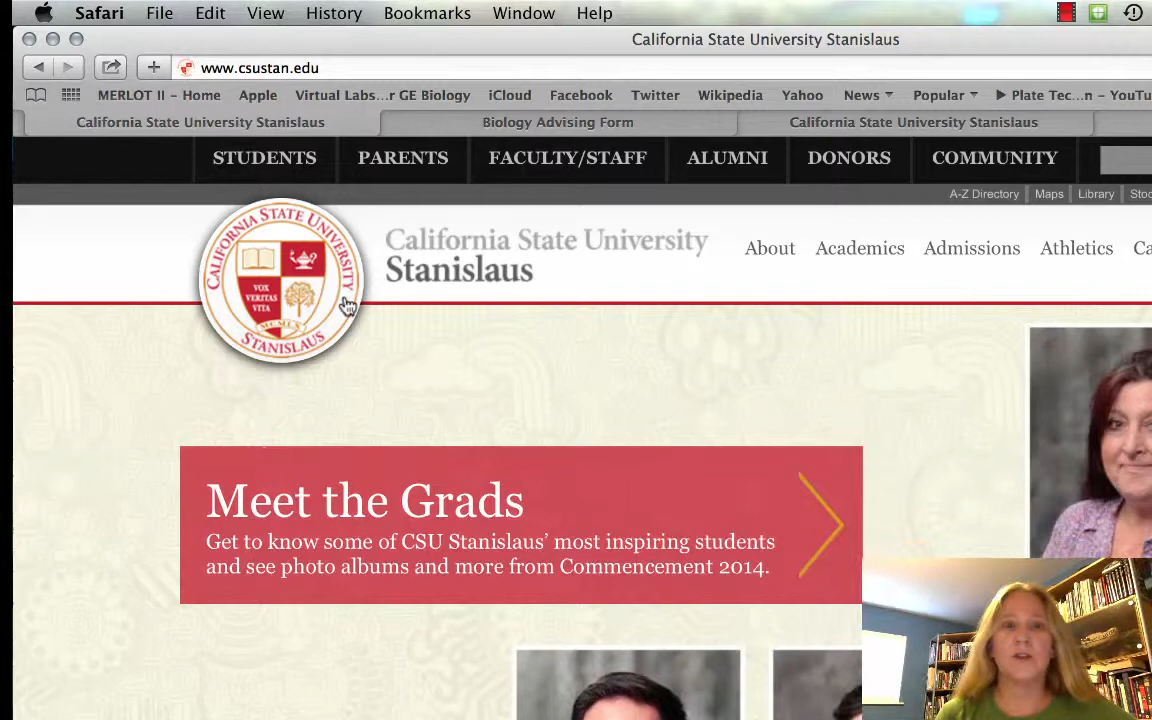 Safari File Edit View History Bookmarks Window Help
California State University Stanislaus
www.csustan.edu
MERLOT II – Home Apple Virtual Labs...r GE Biology iCloud Facebook Twitter Wikipedia Yahoo News Popular Plate Tec...n – YouTu
California State University Stanislaus Biology Advising Form California State University Stanislaus
STUDENTS PARENTS FACULTY/STAFF ALUMNI DONORS COMMUNITY
A-Z Directory Maps Library Stoc
CALIFORNIA STATE UNIVERSITY
VOX
VERITAS
VITA
MCMLX
STANISLAUS
California State University
Stanislaus
About Academics Admissions Athletics Ca
Meet the Grads
Get to know some of CSU Stanislaus’ most inspiring students
and see photo albums and more from Commencement 2014.